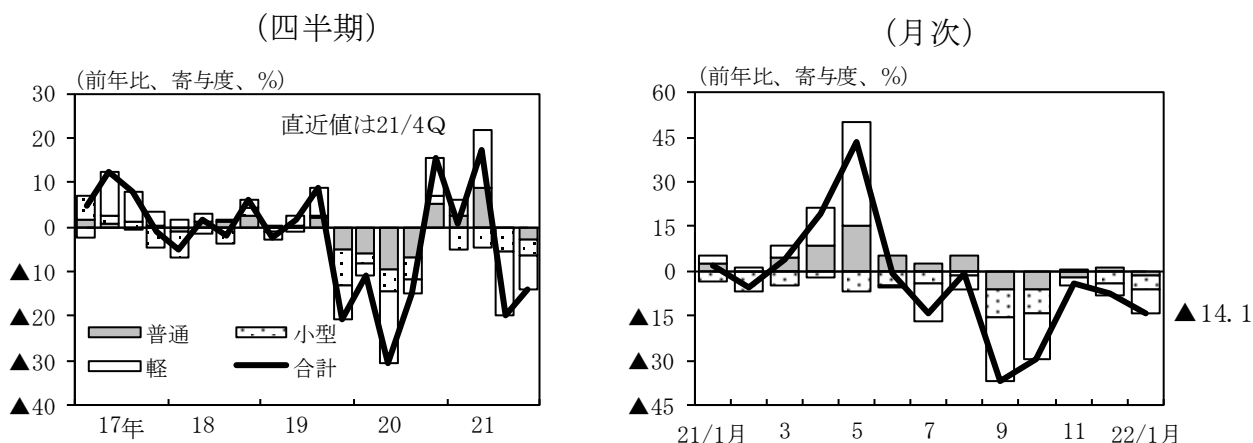 (四半期)
(前年比、寄与度、%)
30
20
10
0
▲10
▲20
▲30
▲40
直近値は21/4Q
普通
小型
軽
合計
17年 18 19 20 21
(月次)
(前年比、寄与度、%)
60
45
30
15
0
▲15
▲30
▲45
▲14.1
21/1月 3 5 7 9 11 22/1月